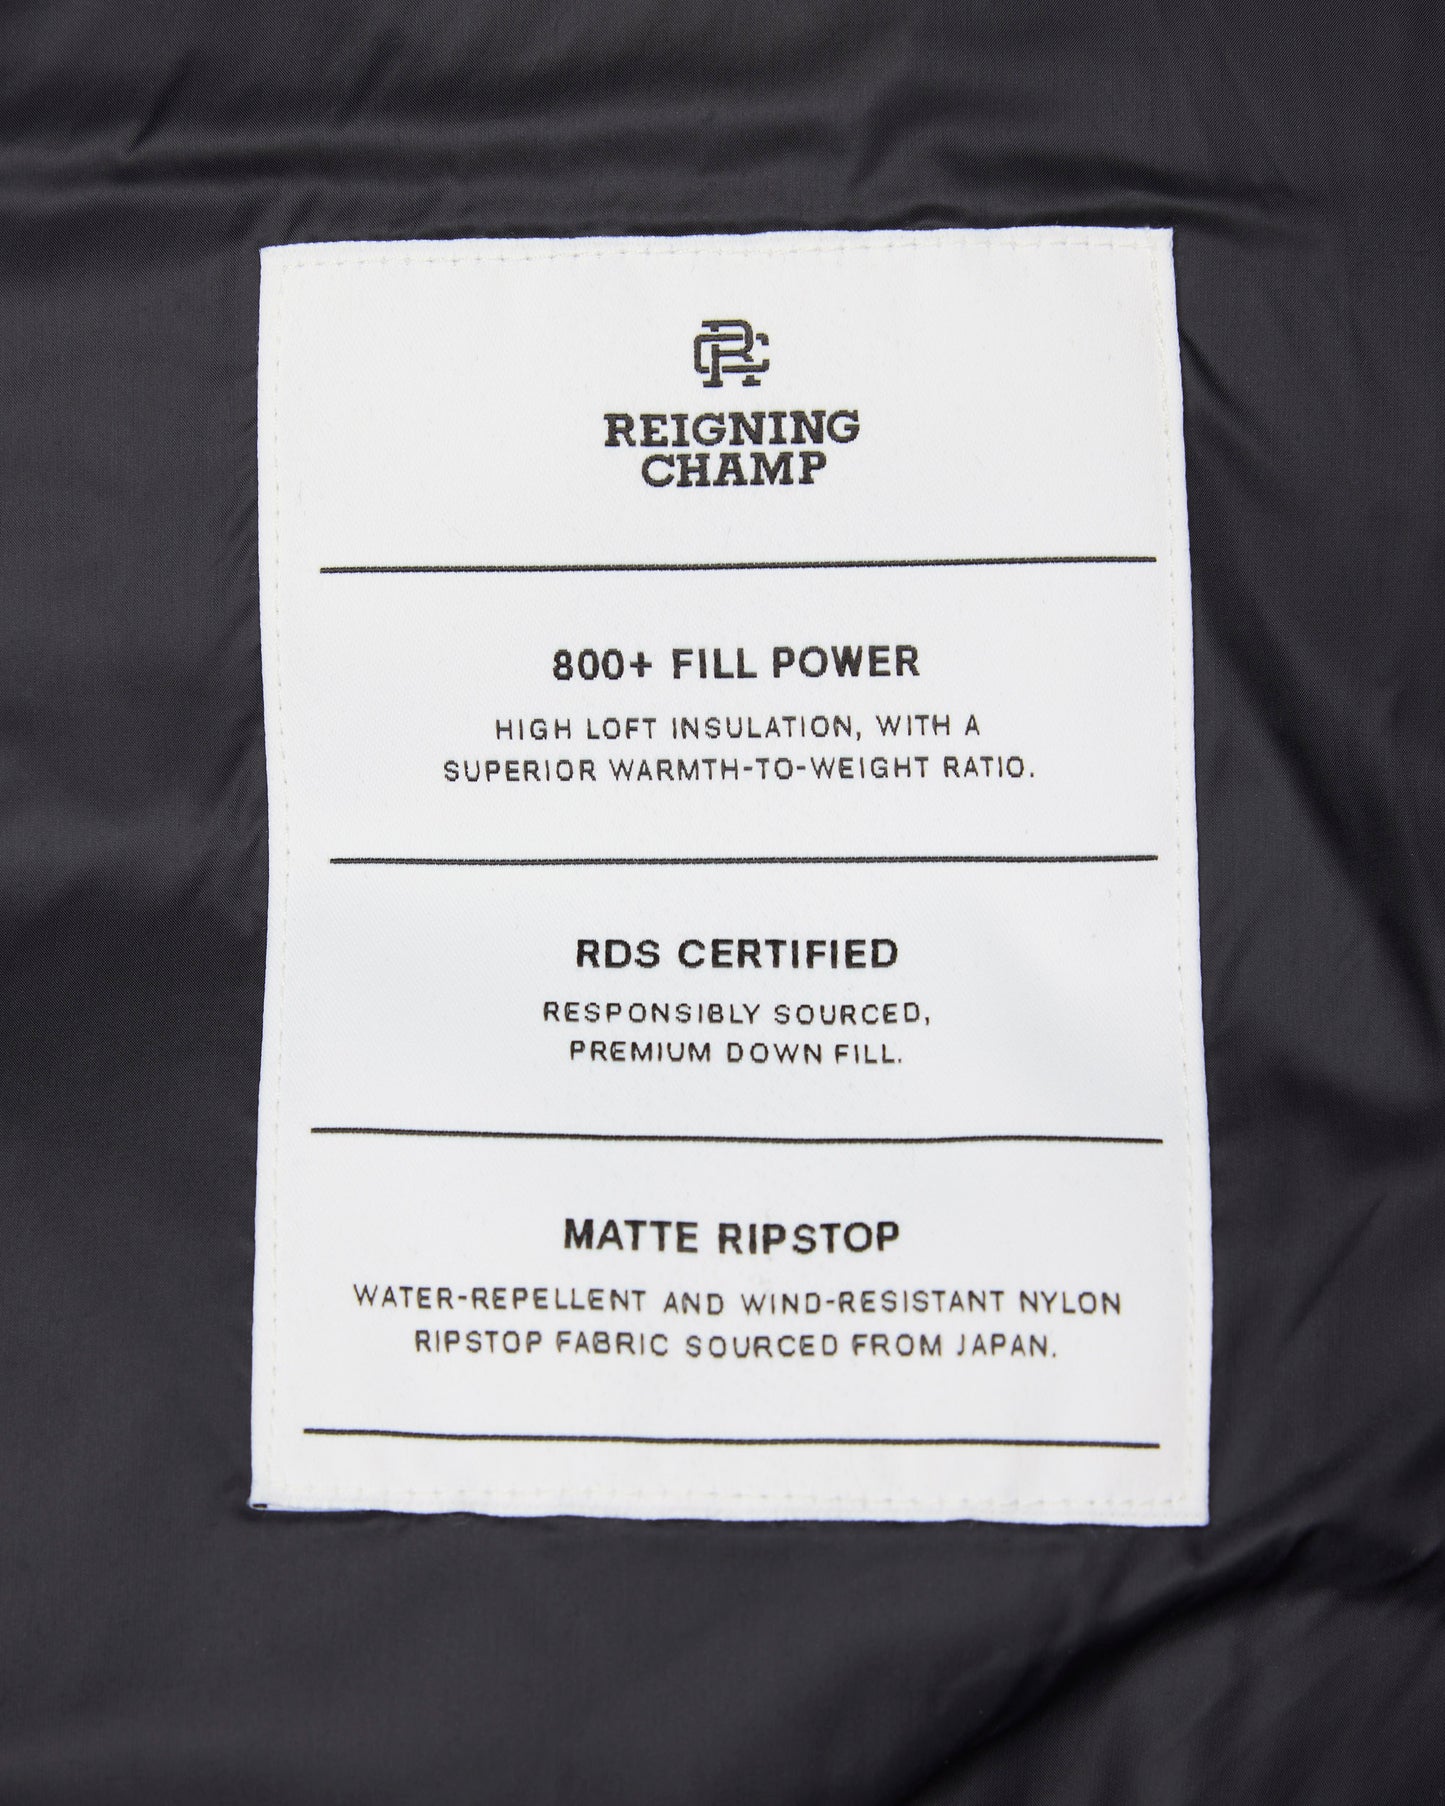 RC
REIGNING
CHAMP
800+ FILL POWER
HIGH LOFT INSULATION, WITH A
SUPERIOR WARMTH-TO-WEIGHT RATIO.
RDS CERTIFIED
RESPONSIBLY SOURCED,
PREMIUM DOWN FILL.
MATTE RIPSTOP
WATER-REPELLENT AND WIND-RESISTANT NYLON
RIPSTOP FABRIC SOURCED FROM JAPAN.